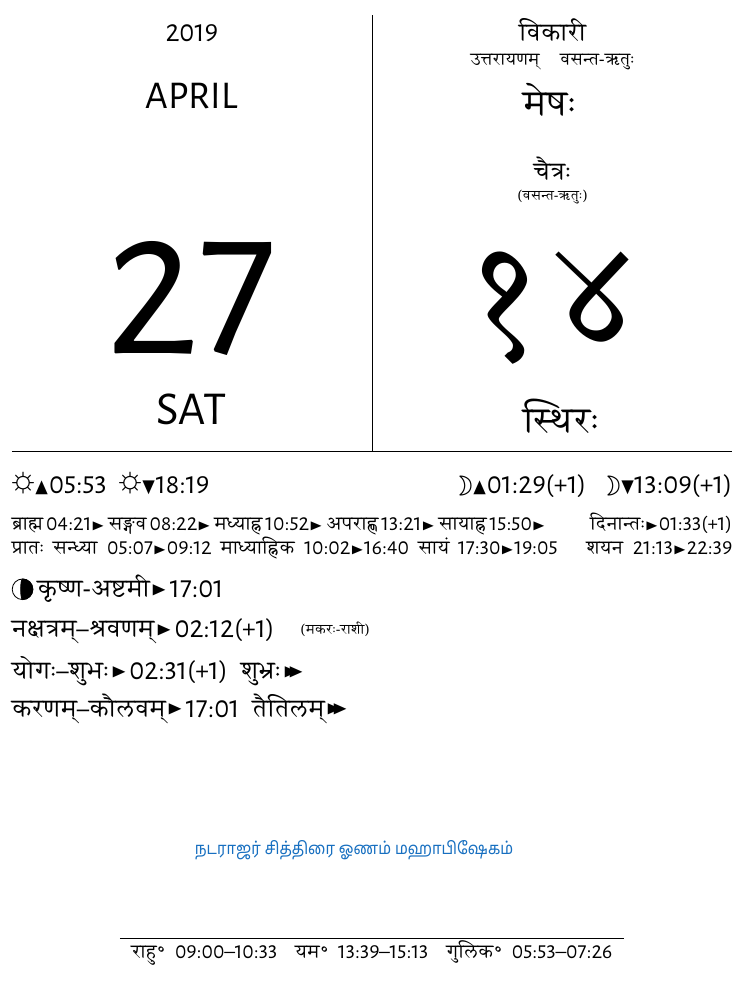 2019
APRIL
27
SAT
विकारी
उत्तरायणम् वसन्त-ऋतुः
मेषः
चैत्रः
(वसन्त-ऋतुः)
१४
स्थिरः
☼▲05:53 ☼▼18:19 ☽▲01:29(+1) ☽▼13:09(+1)
ब्राह्म 04:21► सङ्गव 08:22► मध्याह्न 10:52► अपराह्ण 13:21► सायाह्न 15:50► दिनान्तः►01:33(+1)
प्रातः सन्ध्या 05:07►09:12 माध्याह्निक 10:02►16:40 सायं 17:30►19:05 शयन 21:13►22:39
कृष्ण-अष्टमी►17:01
नक्षत्रम्–श्रवणम्►02:12(+1) (मकरः-राशी)
योगः–शुभः►02:31(+1) शुभ्रः►►
करणम्–कौलवम्►17:01 तैतिलम्►►
நடராஜர் சித்திரை ஓணம் மஹாபிஷேகம்
राहु° 09:00–10:33 यम° 13:39–15:13 गुलिक° 05:53–07:26